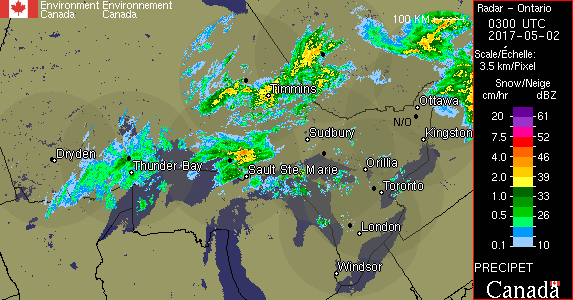 Environment Environnement
Canada Canada
100 KM
Timmins
Ottawa
N/O
Sudbury
Kingston
Dryden
Thunder Bay
Sault Ste. Marie
Orillia
Toronto
London
Windsor
Radar - Ontario
0300 UTC
2017-05-02
Scale/Échelle:
3.5 km/Pixel
Snow/Neige
cm/hr dBZ
20 61
7.5 52
4.0 46
2.0 39
1.0 33
0.5 26
0.1 10
PRECIPET
Canada